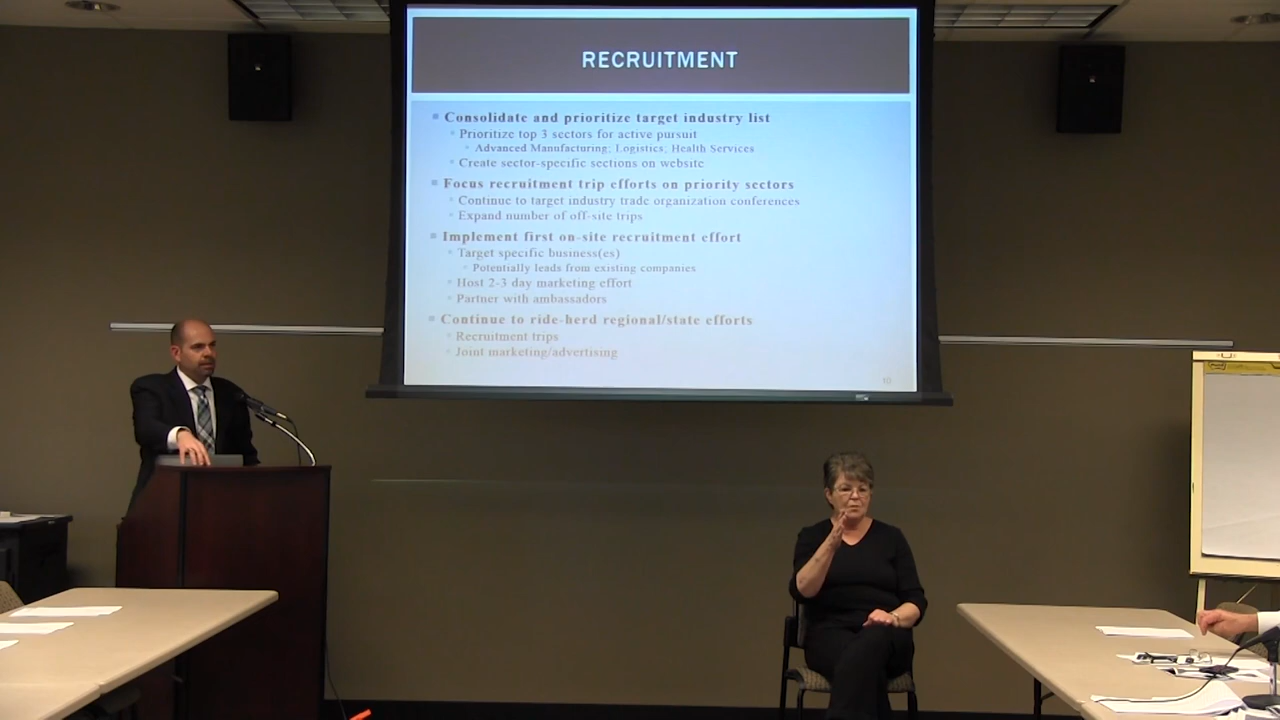 RECRUITMENT
Consolidate and prioritize target industry list
Prioritize top 3 sectors for active pursuit
Advanced Manufacturing; Logistics; Health Services
Create sector-specific sections on website
Focus recruitment trip efforts on priority sectors
Continue to target industry trade organization conferences
Expand number of off-site trips
Implement first on-site recruitment effort
Target specific business(es)
Potentially leads from existing companies
Host 2-3 day marketing effort
Partner with ambassadors
Continue to ride-herd regional/state efforts
Recruitment trips
Joint marketing/advertising
10